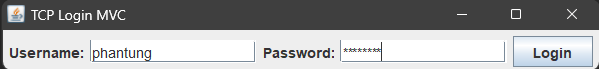 TCP Login MVC
Username: phantung Password: ******** Login